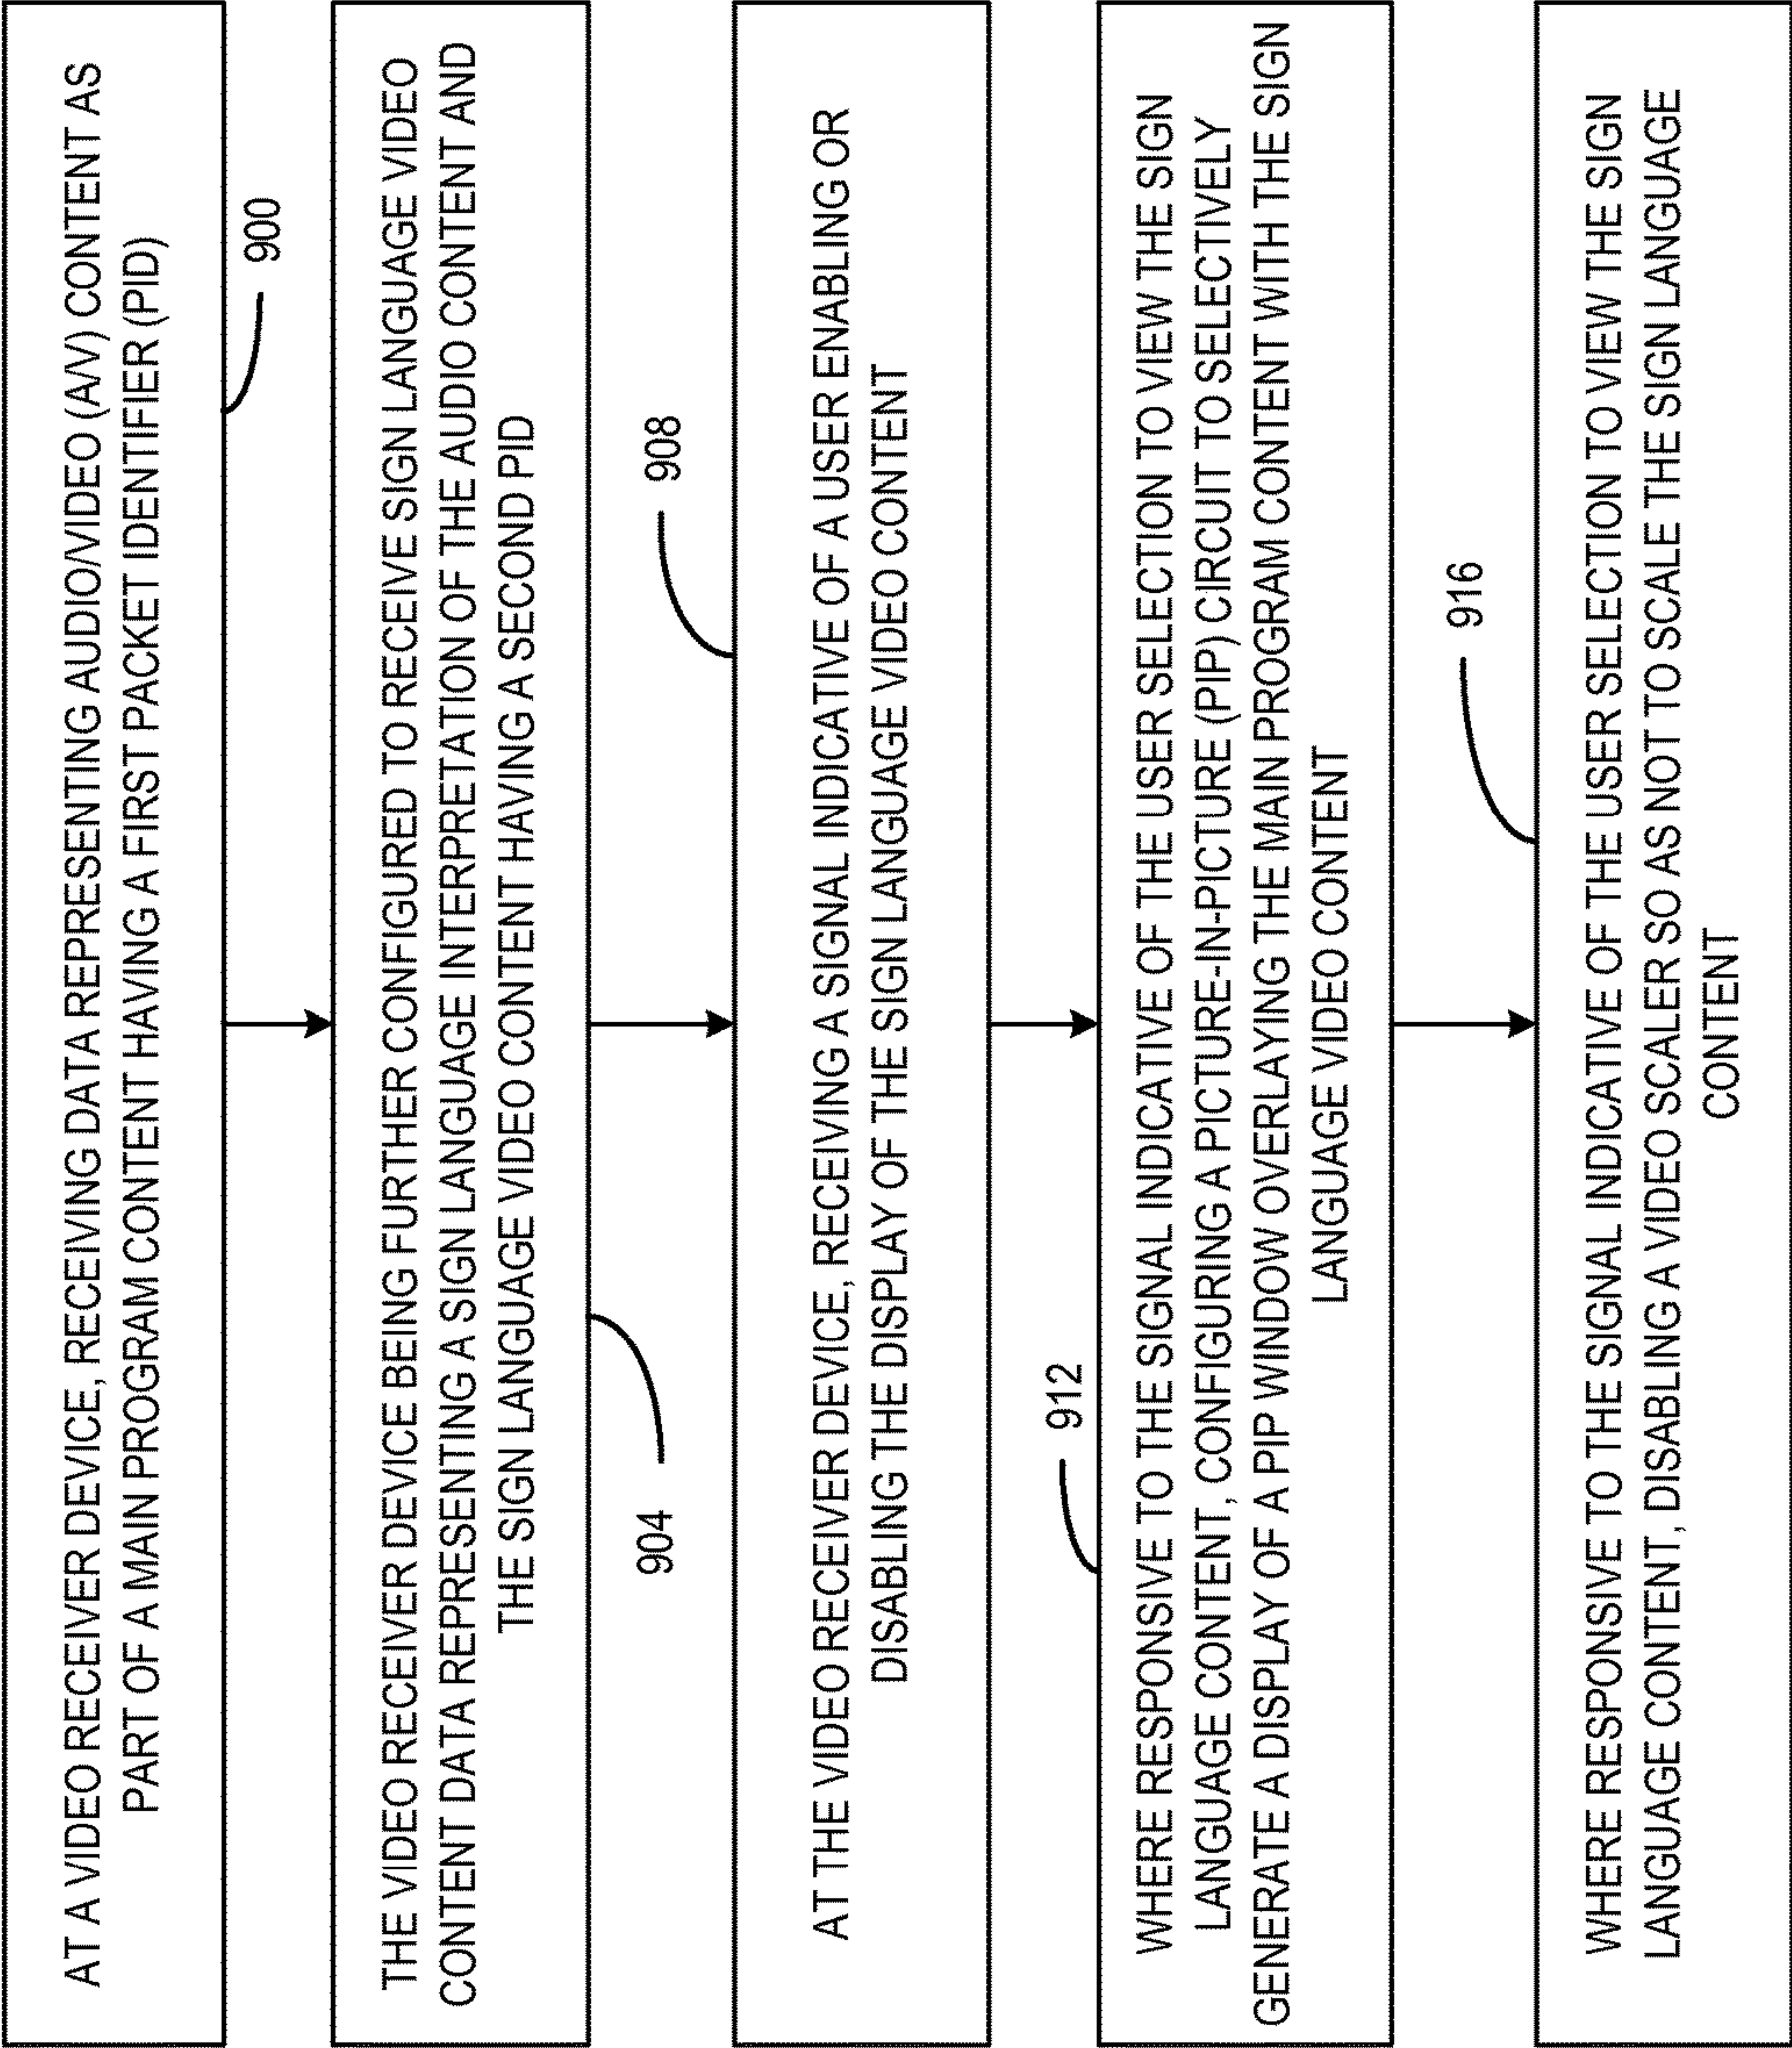 AT A VIDEO RECEIVER DEVICE, RECEIVING DATA REPRESENTING AUDIO/VIDEO (A/V) CONTENT AS
PART OF A MAIN PROGRAM CONTENT HAVING A FIRST PACKET IDENTIFIER (PID)
900
THE VIDEO RECEIVER DEVICE BEING FURTHER CONFIGURED TO RECEIVE SIGN LANGUAGE VIDEO
CONTENT DATA REPRESENTING A SIGN LANGUAGE INTERPRETATION OF THE AUDIO CONTENT AND
THE SIGN LANGUAGE VIDEO CONTENT HAVING A SECOND PID
904
908
AT THE VIDEO RECEIVER DEVICE, RECEIVING A SIGNAL INDICATIVE OF A USER ENABLING OR
DISABLING THE DISPLAY OF THE SIGN LANGUAGE VIDEO CONTENT
912
WHERE RESPONSIVE TO THE SIGNAL INDICATIVE OF THE USER SELECTION TO VIEW THE SIGN
LANGUAGE CONTENT, CONFIGURING A PICTURE-IN-PICTURE (PIP) CIRCUIT TO SELECTIVELY
GENERATE A DISPLAY OF A PIP WINDOW OVERLAYING THE MAIN PROGRAM CONTENT WITH THE SIGN
LANGUAGE VIDEO CONTENT
916
WHERE RESPONSIVE TO THE SIGNAL INDICATIVE OF THE USER SELECTION TO VIEW THE SIGN
LANGUAGE CONTENT, DISABLING A VIDEO SCALER SO AS NOT TO SCALE THE SIGN LANGUAGE
CONTENT